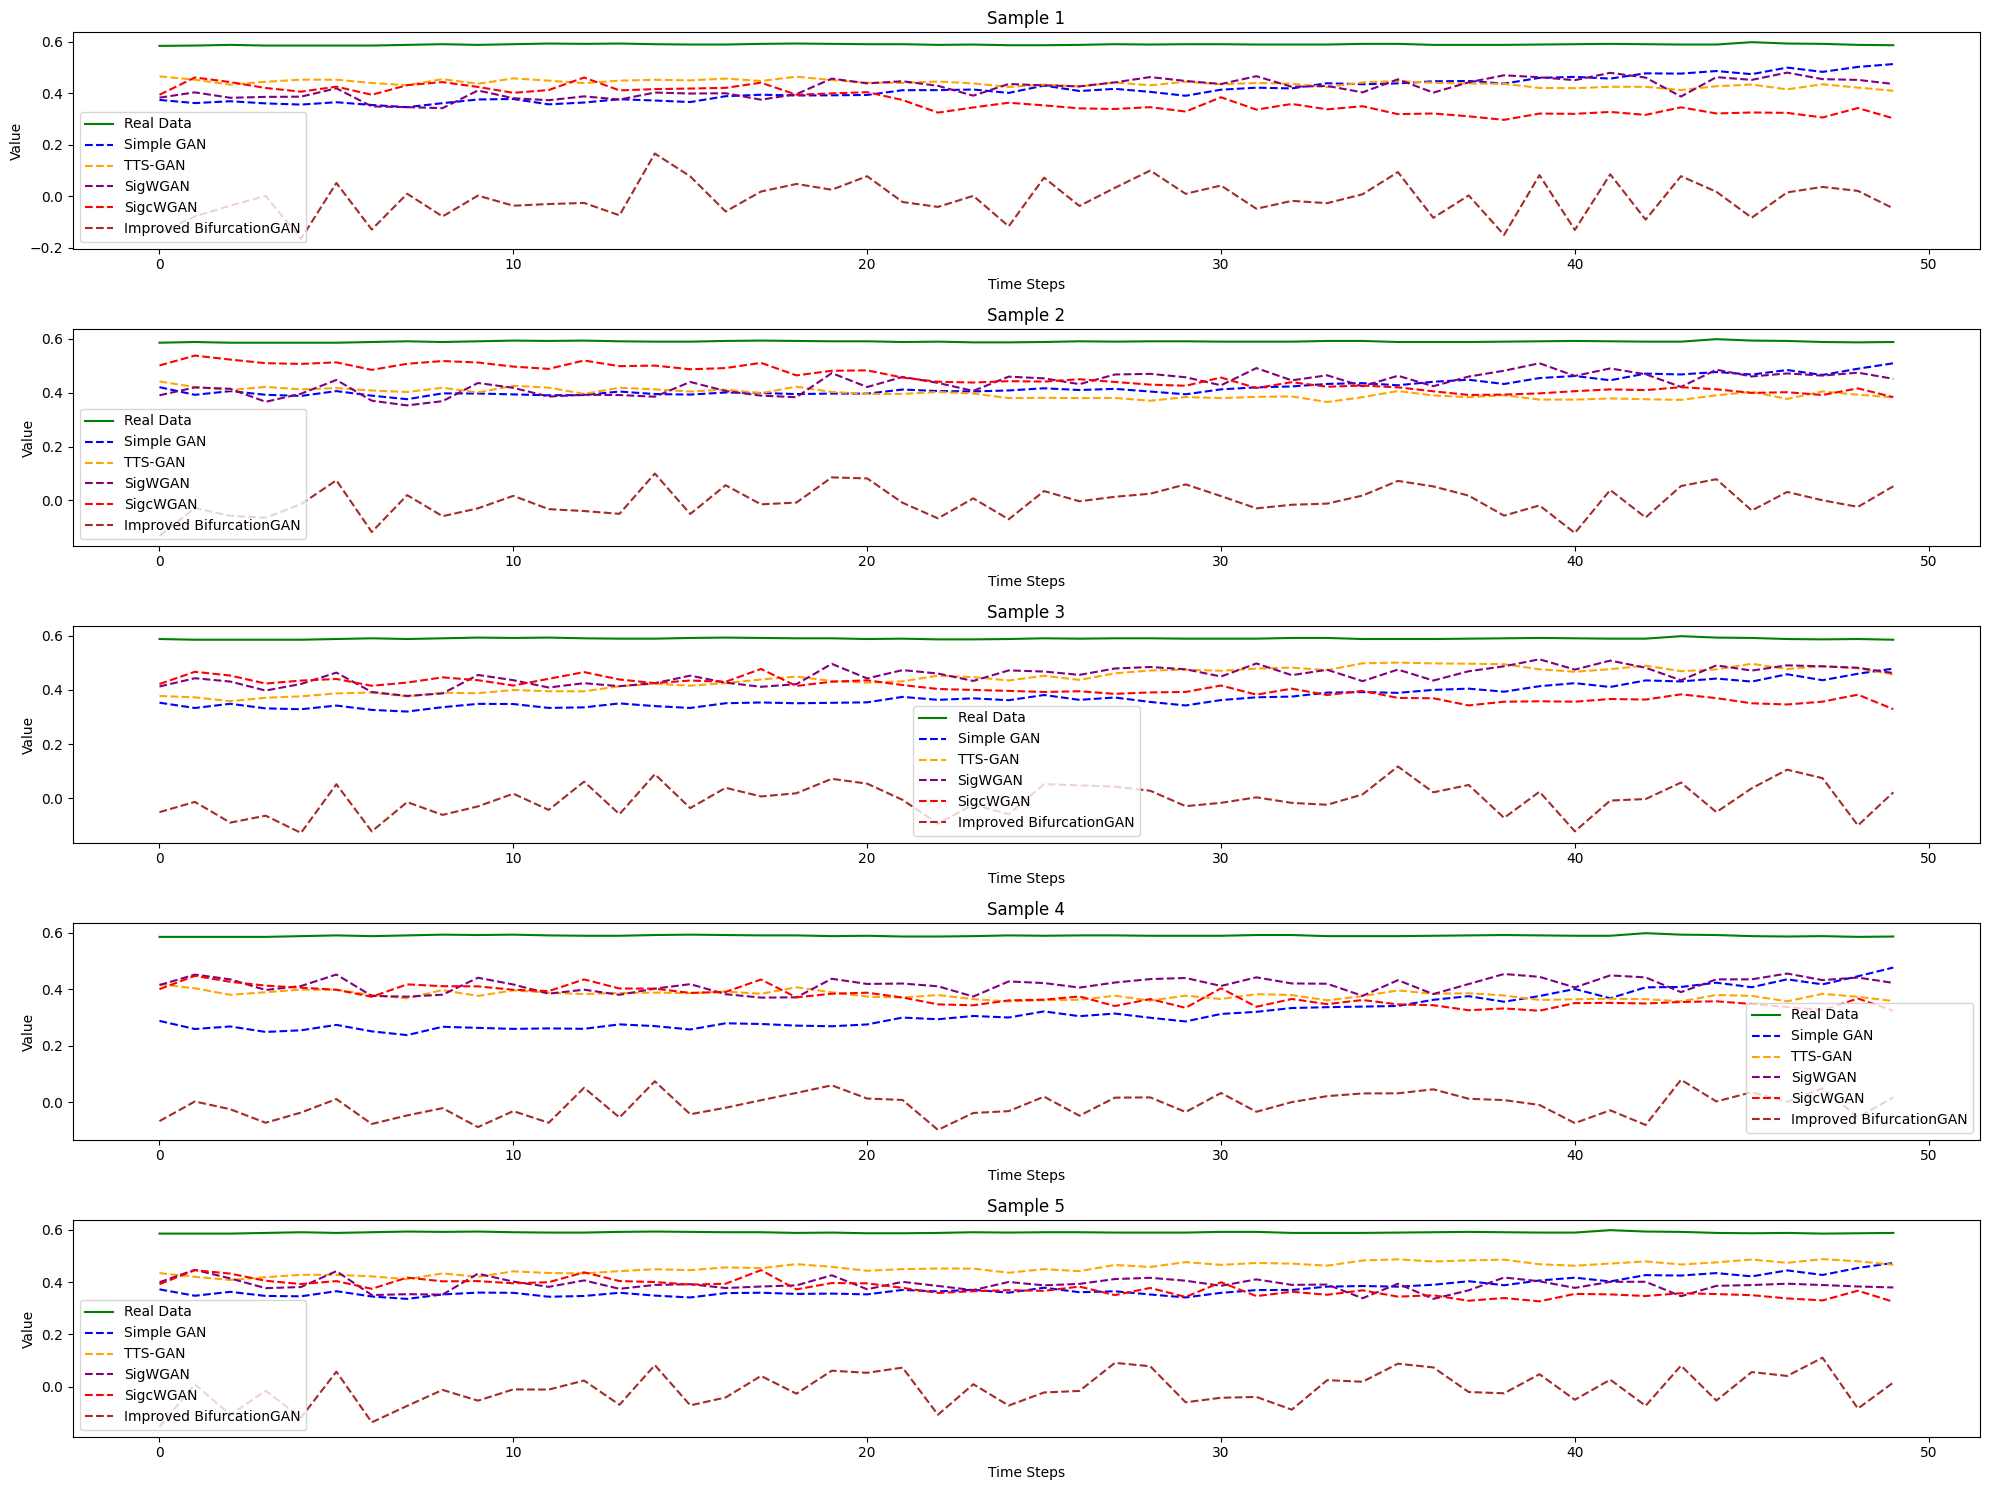 Sample 1
0.6
0.4
0.2
0.0
−0.2
Value
Real Data
Simple GAN
TTS-GAN
SigWGAN
SigcWGAN
Improved BifurcationGAN
0 10 20 30 40 50
Time Steps
Sample 2
0.6
0.4
0.2
0.0
Value
Real Data
Simple GAN
TTS-GAN
SigWGAN
SigcWGAN
Improved BifurcationGAN
0 10 20 30 40 50
Time Steps
Sample 3
0.6
0.4
0.2
0.0
Value
Real Data
Simple GAN
TTS-GAN
SigWGAN
SigcWGAN
Improved BifurcationGAN
0 10 20 30 40 50
Time Steps
Sample 4
0.6
0.4
0.2
0.0
Value
Real Data
Simple GAN
TTS-GAN
SigWGAN
SigcWGAN
Improved BifurcationGAN
0 10 20 30 40 50
Time Steps
Sample 5
0.6
0.4
0.2
0.0
Value
Real Data
Simple GAN
TTS-GAN
SigWGAN
SigcWGAN
Improved BifurcationGAN
0 10 20 30 40 50
Time Steps